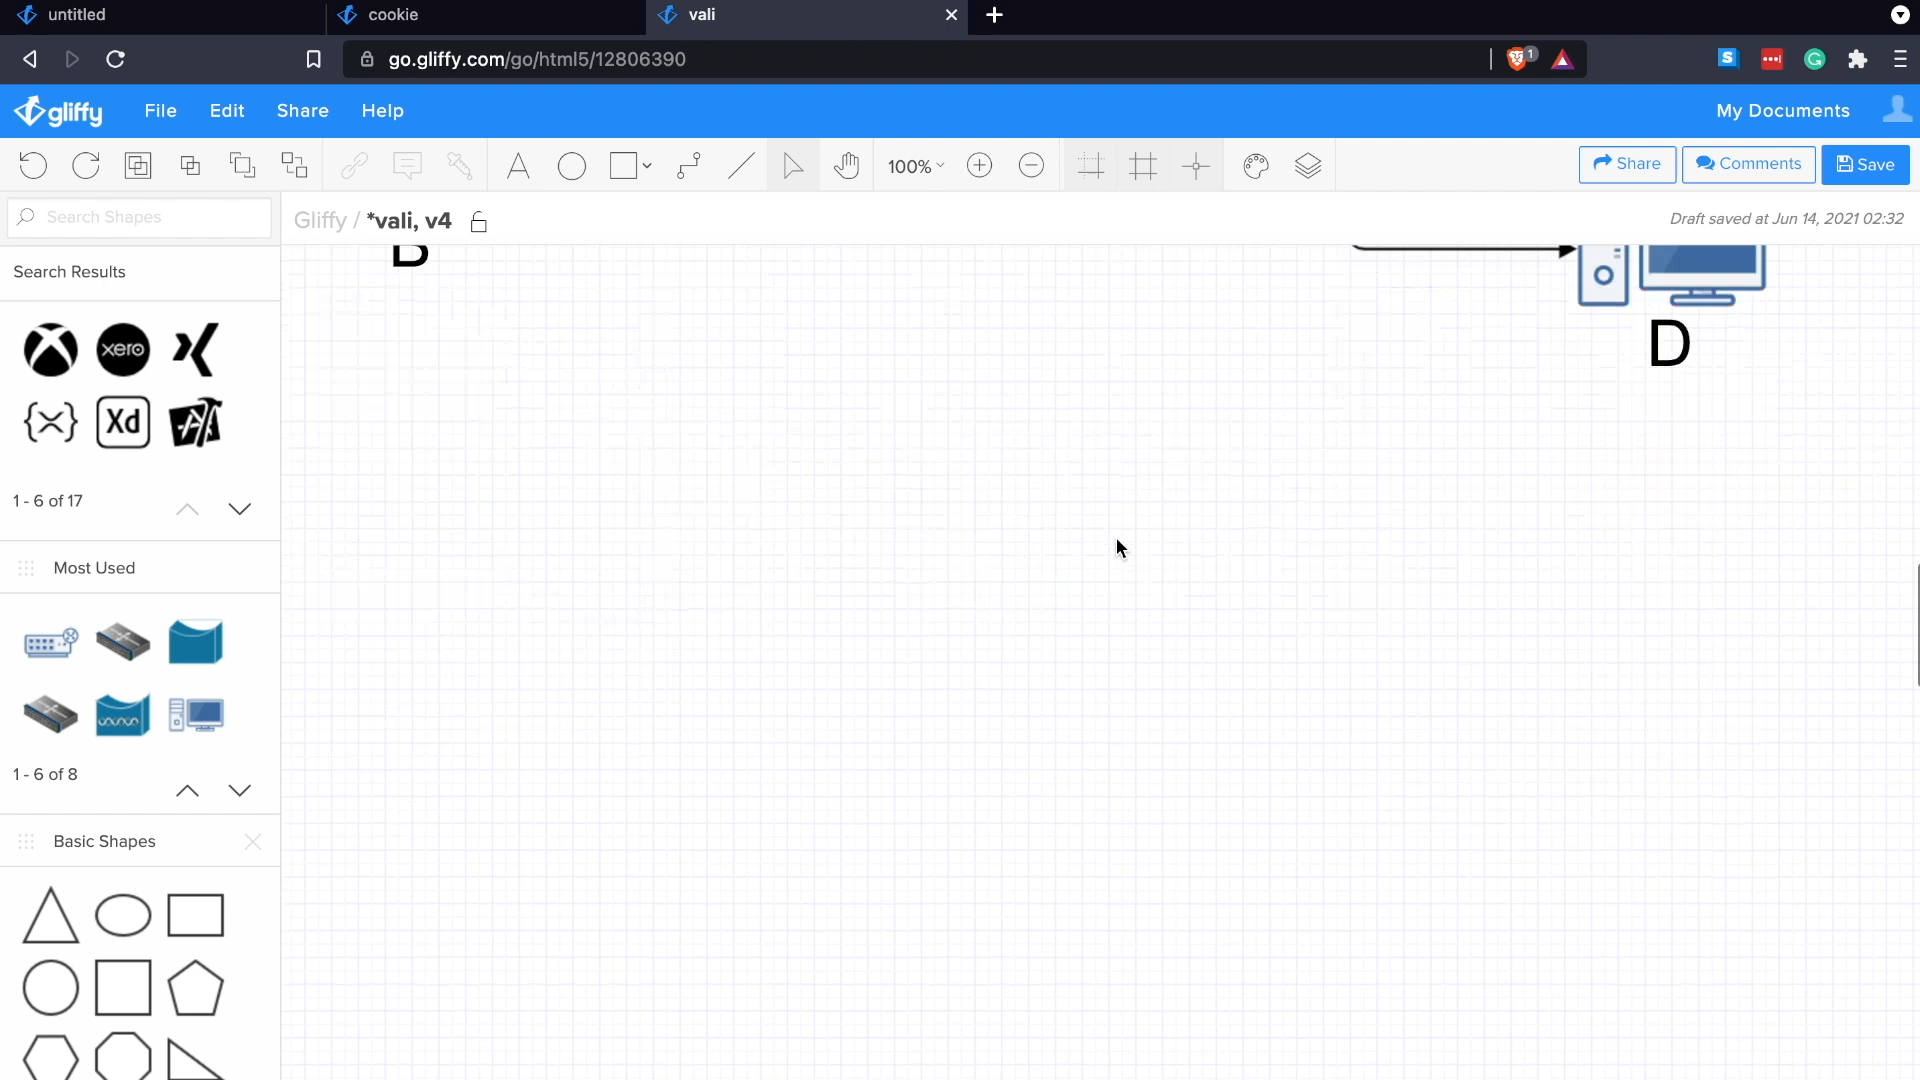 untitled
cookie
vali
go.gliffy.com/go/html5/12806390
1
S
G
gliffy
File
Edit
Share
Help
My Documents
A
100%
Share
Comments
Save
Search Shapes
Gliffy / *vali, v4
Draft saved at Jun 14, 2021 02:32
B
Search Results
xero
{x}
Xd
D
1 - 6 of 17
Most Used
1 - 6 of 8
Basic Shapes